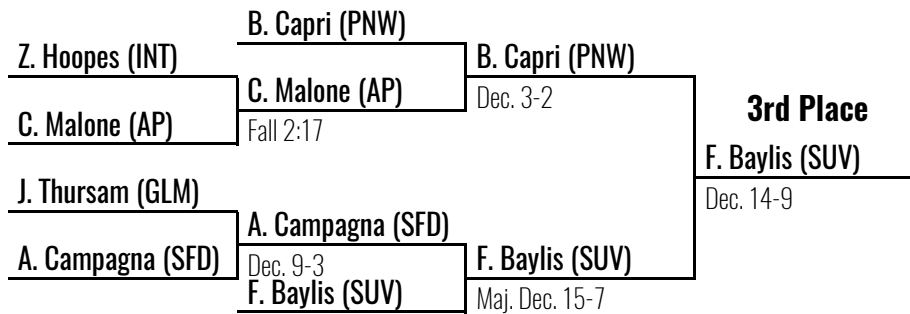 B. Capri (PNW)
Z. Hoopes (INT)
B. Capri (PNW)
C. Malone (AP)
Dec. 3-2
3rd Place
C. Malone (AP)
Fall 2:17
F. Baylis (SUV)
J. Thursam (GLM)
Dec. 14-9
A. Campagna (SFD)
A. Campagna (SFD)
Dec. 9-3
F. Baylis (SUV)
F. Baylis (SUV)
Maj. Dec. 15-7